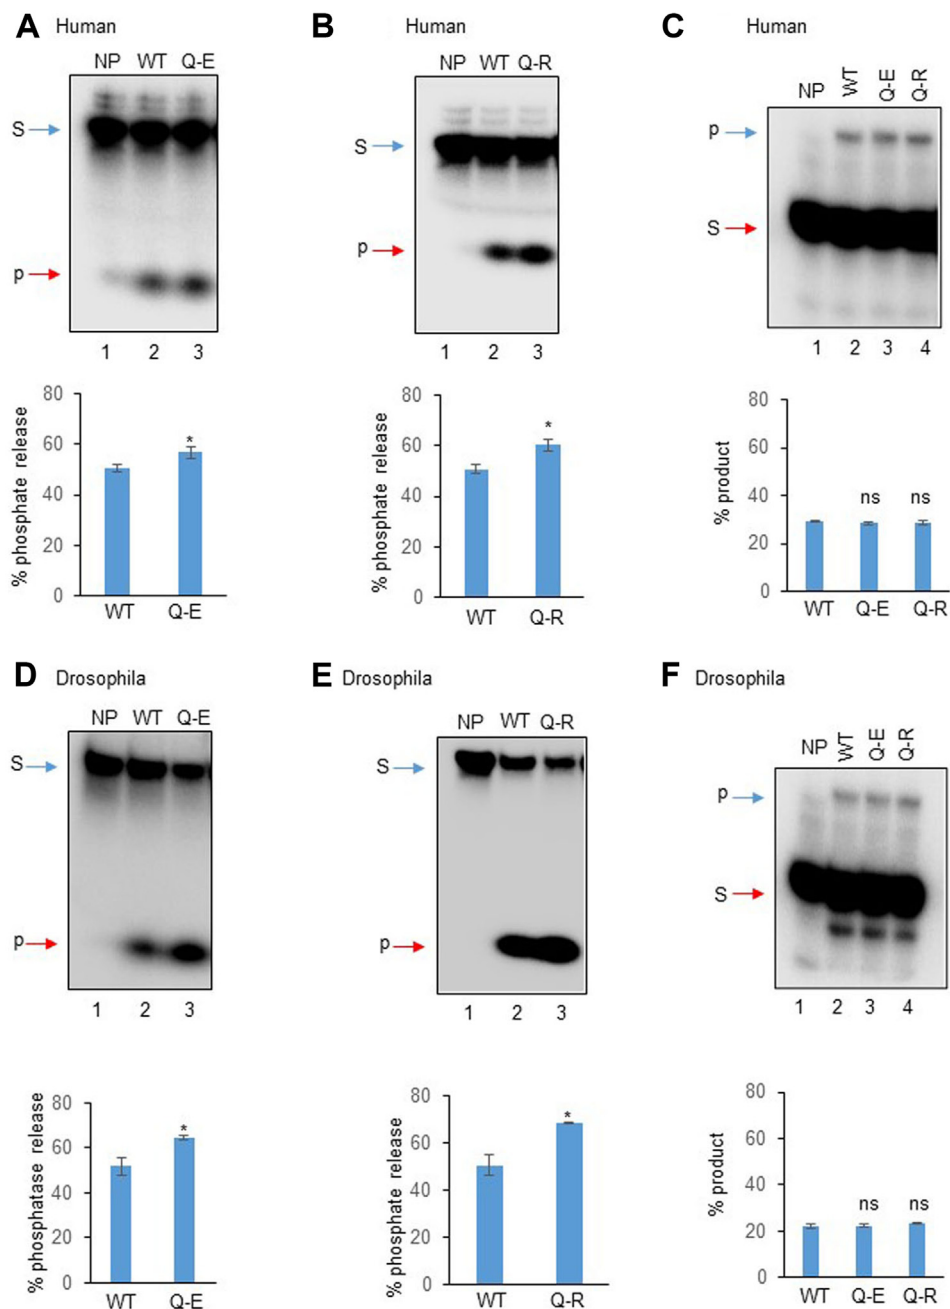 A Human
NP WT Q-E
S
p
1 2 3
% phosphate release
80
60
40
20
0
*
WT Q-E
B Human
NP WT Q-R
S
p
1 2 3
% phosphate release
80
60
40
20
0
*
WT Q-R
C Human
NP WT Q-E Q-R
p
S
1 2 3 4
% product
80
60
40
20
0
ns ns
WT Q-E Q-R
D Drosophila
NP WT Q-E
S
p
1 2 3
% phosphatase release
80
60
40
20
0
*
WT Q-E
E Drosophila
NP WT Q-R
S
p
1 2 3
% phosphate release
80
60
40
20
0
*
WT Q-R
F Drosophila
NP WT Q-E Q-R
p
S
1 2 3 4
% product
80
60
40
20
0
ns ns
WT Q-E Q-R